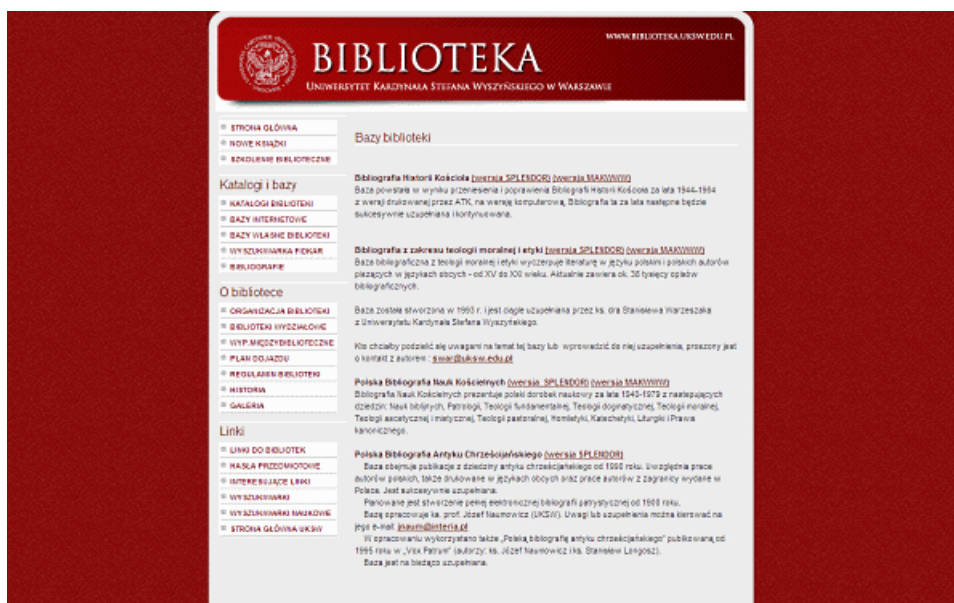 WWW.BIBLIOTEKA.UKSW.EDU.PL
BIBLIOTEKA
UNIWERSYTET KARDYNAŁA STEFANA WYSZYŃSKIEGO W WARSZAWIE
STRONA GŁÓWNA
NOWE KSIĄŻKI
SZKOLENIE BIBLIOTECZNE
Katalogi i bazy
KATALOGI BIBLIOTEKI
BAZY INTERNETOWE
BAZY WŁASNE BIBLIOTEKI
WYSZUKIWARKA FIDKAR
BIBLIOGRAFIE
O bibliotece
ORGANIZACJA BIBLIOTEKI
BIBLIOTEKI WYDZIAŁOWE
WYP.MIĘDZYBIBLIOTECZNE
PLAN DOJAZDU
REGULAMIN BIBLIOTEKI
HISTORIA
GALERIA
Linki
LINKI DO BIBLIOTEK
HASŁA PRZEDMIOTOWE
INTERESUJĄCE LINKI
WYSZUKIWARKI
WYSZUKIWARKI NAUKOWE
STRONA GŁÓWNA UKSW
Bazy biblioteki
Bibliografia Historii Kościoła (wersja SPLENDOR) (wersja MAKWWW)
Baza powstała w wyniku przeniesienia i poprawienia Bibliografii Historii Kościoła za lata 1944-1984
z wersji drukowanej przez ATK, na wersję komputerową. Bibliografia ta za lata następne będzie
sukcesywnie uzupełniana i kontynuowana.
Bibliografia z zakresu teologii moralnej i etyki (wersja SPLENDOR) (wersja MAKWWW)
Baza bibliograficzna z teologii moralnej i etyki wyczerpuje literaturę w języku polskim i polskich autorów
piszących w językach obcych - od XV do XXI wieku. Aktualnie zawiera ok. 36 tysięcy opisów
bibliograficznych.
Baza została stworzona w 1993 r. i jest ciągle uzupełniana przez ks. dra Stanisława Warzeszaka
z Uniwersytetu Kardynała Stefana Wyszyńskiego.
Kto chciałby podzielić się uwagami na temat tej bazy lub wprowadzić do niej uzupełnienia, proszony jest
o kontakt z autorem : swar@uksw.edu.pl
Polska Bibliografia Nauk Kościelnych (wersja SPLENDOR) (wersja MAKWWW)
Bibliografia Nauk Kościelnych prezentuje polski dorobek naukowy za lata 1940-1979 z następujących
dziedzin: Nauk biblijnych, Patrologii, Teologii fundamentalnej, Teologii dogmatycznej, Teologii moralnej,
Teologii ascetycznej i mistycznej, Teologii pastoralnej, Homiletyki, Katechetyki, Liturgiki i Prawa
kanonicznego.
Polska Bibliografia Antyku Chrześcijańskiego (wersja SPLENDOR)
Baza obejmuje publikacje z dziedziny antyku chrześcijańskiego od 1996 roku. Uwzględnia prace
autorów polskich, także drukowane w językach obcych oraz prace autorów z zagranicy wydane w
Polsce. Jest sukcesywnie uzupełniana.
Planowane jest stworzenie pełnej elektronicznej bibliografii patrystycznej od 1900 roku.
Bazę opracowuje ks. prof. Józef Naumowicz (UKSW). Uwagi lub uzupełnienia można kierować na
jego e-mail: jnaum@interia.pl
W opracowaniu wykorzystano także „Polską bibliografię antyku chrześcijańskiego” publikowaną od
1995 roku w „Vox Patrum” (autorzy: ks. Józef Naumowicz i ks. Stanisław Longosz).
Baza jest na bieżąco uzupełniana.